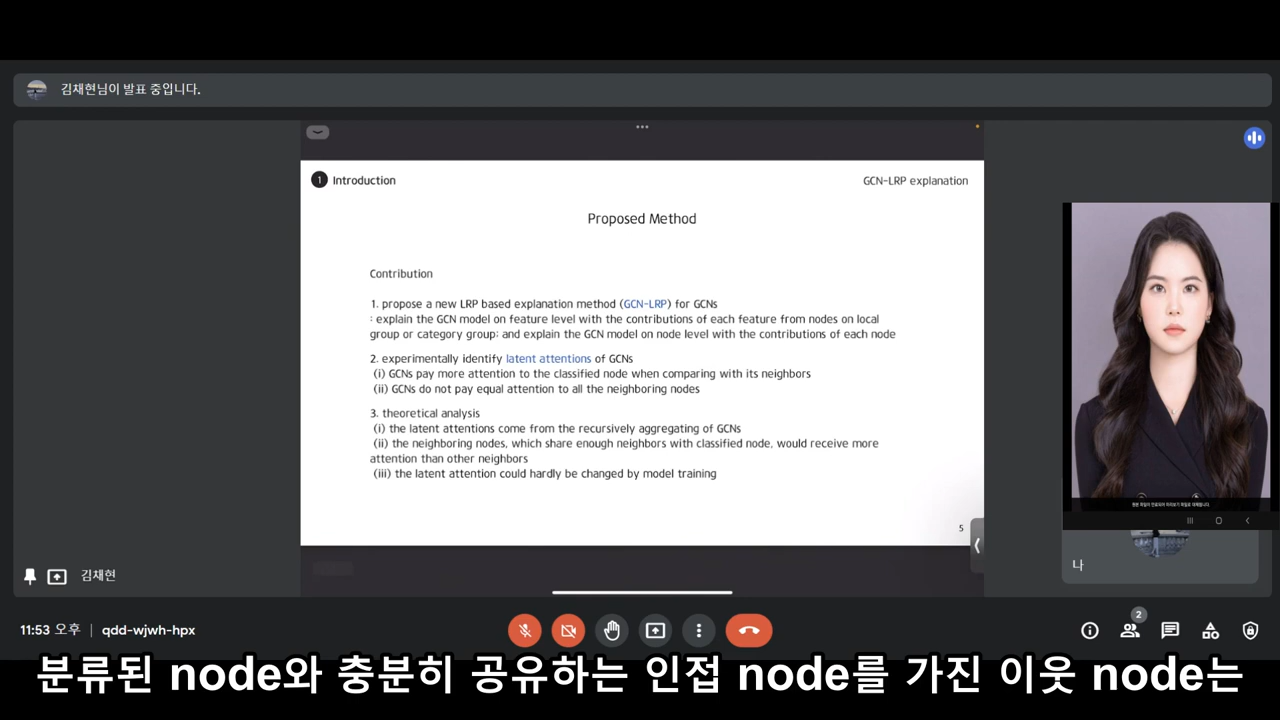 김채현님이 발표 중입니다.
1 Introduction
GCN-LRP explanation
Proposed Method
Contribution
1. propose a new LRP based explanation method (GCN-LRP) for GCNs
: explain the GCN model on feature level with the contributions of each feature from nodes on local
group or category group; and explain the GCN model on node level with the contributions of each node
2. experimentally identify latent attentions of GCNs
(i) GCNs pay more attention to the classified node when comparing with its neighbors
(ii) GCNs do not pay equal attention to all the neighboring nodes
3. theoretical analysis
(i) the latent attentions come from the recursively aggregating of GCNs
(ii) the neighboring nodes, which share enough neighbors with classified node, would receive more
attention than other neighbors
(iii) the latent attention could hardly be changed by model training
5
김채현
나
11:53 오후 | qdd-wjwh-hpx
2
분류된 node와 충분히 공유하는 인접 node를 가진 이웃 node는